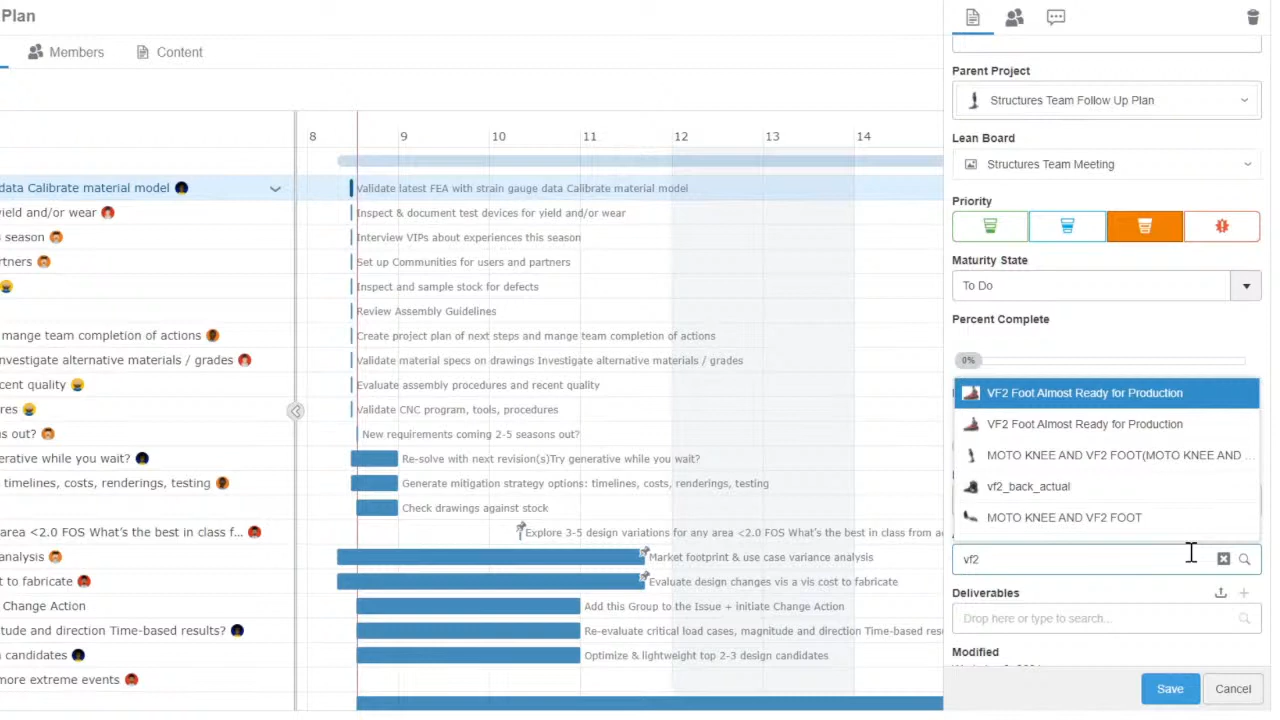 Plan
Members
Content
8
9
10
11
12
13
14
data Calibrate material model
Validate latest FEA with strain gauge data Calibrate material model
yield and/or wear
Inspect & document test devices for yield and/or wear
season
Interview VIPs about experiences this season
rtners
Set up Communities for users and partners
Inspect and sample stock for defects
Review Assembly Guidelines
mange team completion of actions
Create project plan of next steps and mange team completion of actions
nvestigate alternative materials / grades
Validate material specs on drawings Investigate alternative materials / grades
cent quality
Evaluate assembly procedures and recent quality
res
Validate CNC program, tools, procedures
us out?
New requirements coming 2-5 seasons out?
erative while you wait?
Re-solve with next revision(s)Try generative while you wait?
timelines, costs, renderings, testing
Generate mitigation strategy options: timelines, costs, renderings, testing
Check drawings against stock
area <2.0 FOS What's the best in class f...
Explore 3-5 design variations for any area <2.0 FOS What's the best in class from ac
analysis
Market footprint & use case variance analysis
t to fabricate
Evaluate design changes vis a vis cost to fabricate
Change Action
Add this Group to the Issue + initiate Change Action
tude and direction Time-based results?
Re-evaluate critical load cases, magnitude and direction Time-based resu
candidates
Optimize & lightweight top 2-3 design candidates
more extreme events
Parent Project
Structures Team Follow Up Plan
Lean Board
Structures Team Meeting
Priority
Maturity State
To Do
Percent Complete
0%
VF2 Foot Almost Ready for Production
VF2 Foot Almost Ready for Production
MOTO KNEE AND VF2 FOOT(MOTO KNEE AND ...
vf2_back_actual
MOTO KNEE AND VF2 FOOT
vf2
Deliverables
Drop here or type to search...
Modified
Save
Cancel